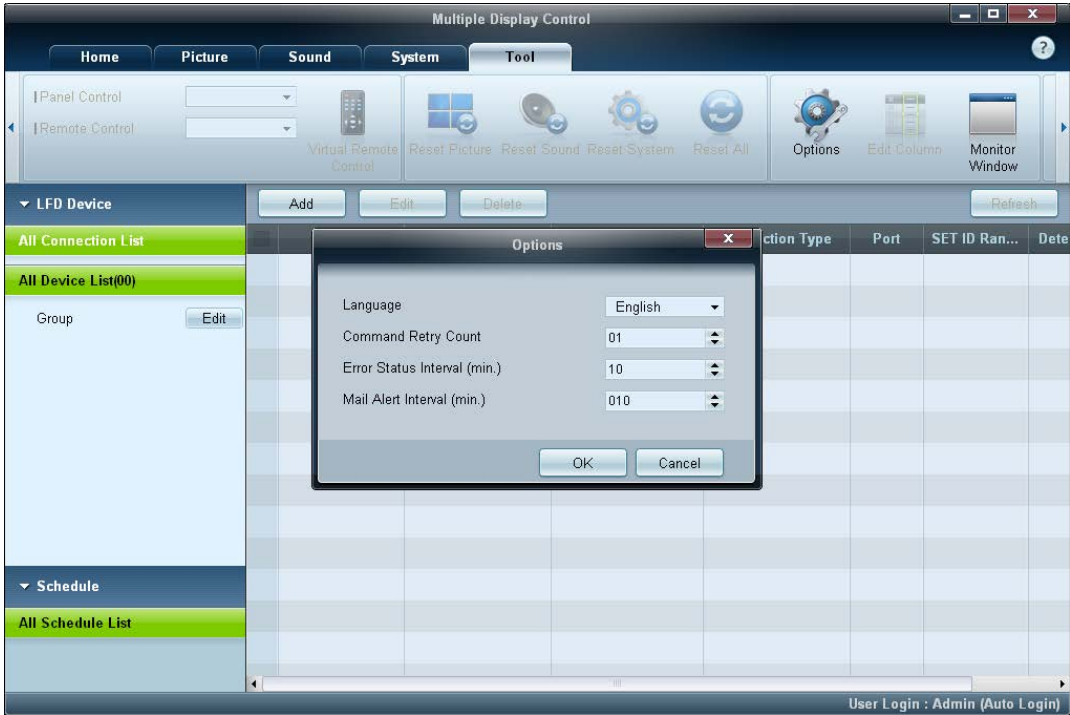 Multiple Display Control
Home Picture Sound System Tool
Panel Control
Remote Control
Virtual Remote Control
Reset Picture Reset Sound Reset System Reset All
Options Edit Column Monitor Window
LFD Device
Add Edit Delete Refresh
All Connection List
ction Type Port SET ID Ran... Dete
All Device List(00)
Group Edit
Options
Language English
Command Retry Count 01
Error Status Interval (min.) 10
Mail Alert Interval (min.) 010
OK Cancel
Schedule
All Schedule List
User Login : Admin (Auto Login)